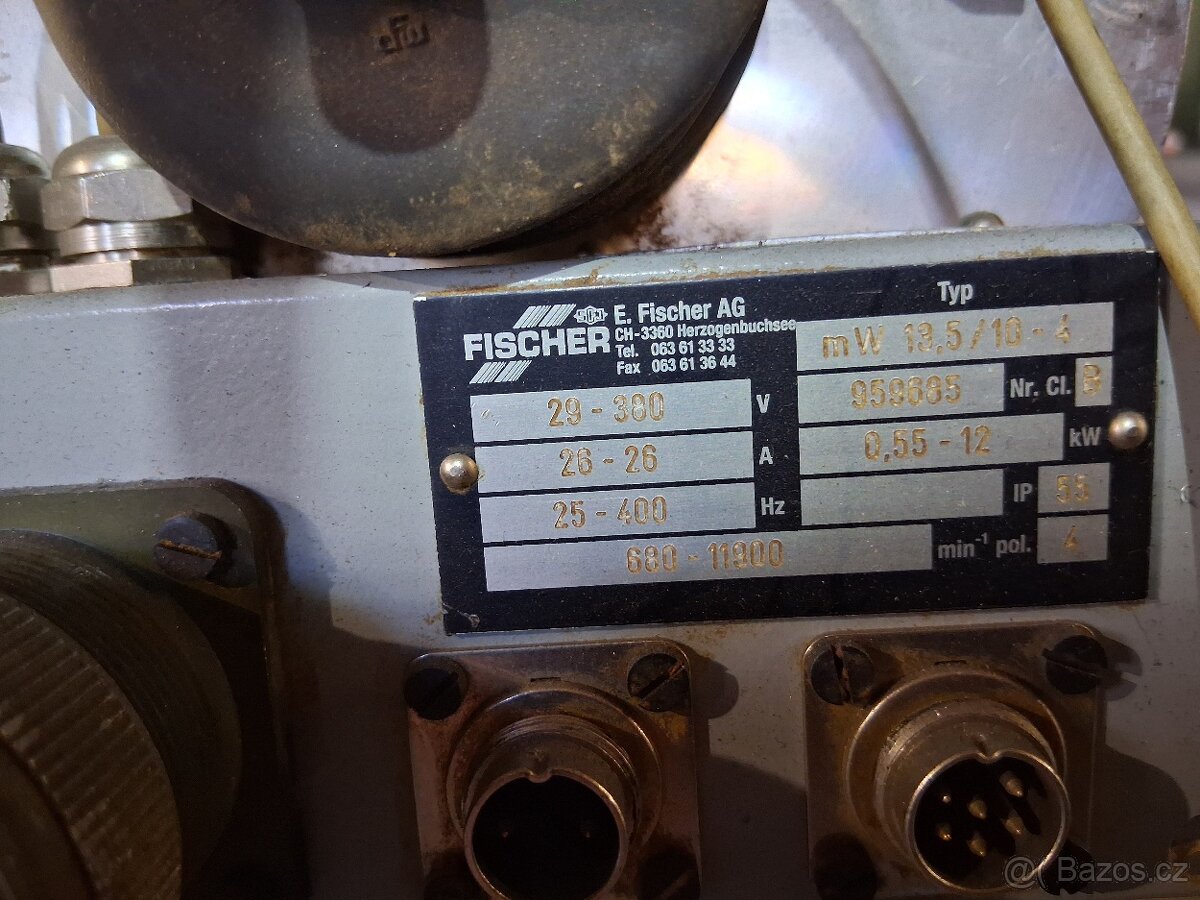 dfw
E. Fischer AG
FISCHER
CH-3360 Herzogenbuchsee
Tel. 063 61 33 33
Fax 063 61 36 44
Typ
mW 13,5/10-4
29-380 V
959685 Nr. Cl. B
26-26 A
0,55-12 kW
25-400 Hz
IP 55
680-11900 min-1 pol. 4
@ Bazos.cz